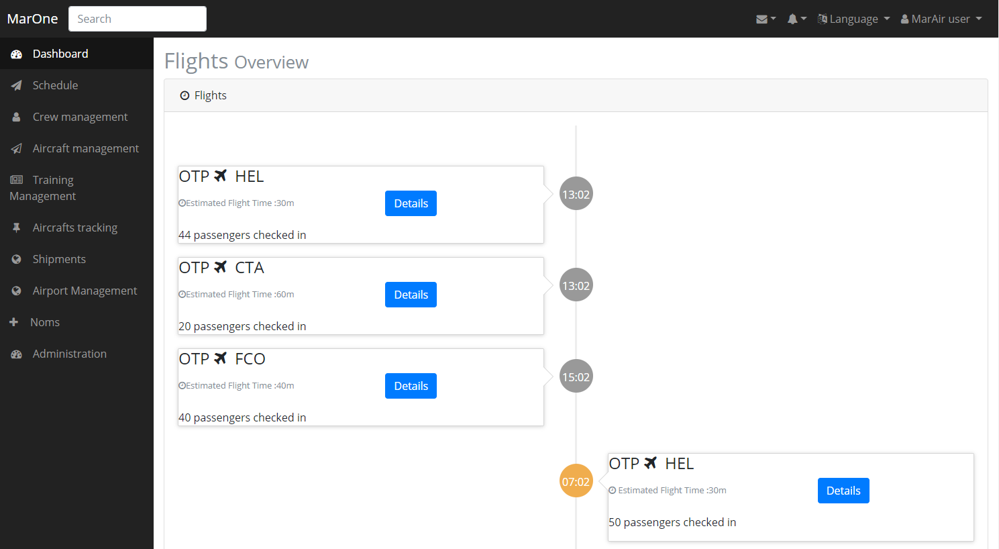 MarOne
Search
Language
MarAir user
Dashboard
Schedule
Crew management
Aircraft management
Training
Management
Aircrafts tracking
Shipments
Airport Management
Noms
Administration
Flights Overview
Flights
OTP HEL
Estimated Flight Time :30m
Details
44 passengers checked in
13:02
OTP CTA
Estimated Flight Time :60m
Details
20 passengers checked in
13:02
OTP FCO
Estimated Flight Time :40m
Details
40 passengers checked in
15:02
07:02
OTP HEL
Estimated Flight Time :30m
Details
50 passengers checked in